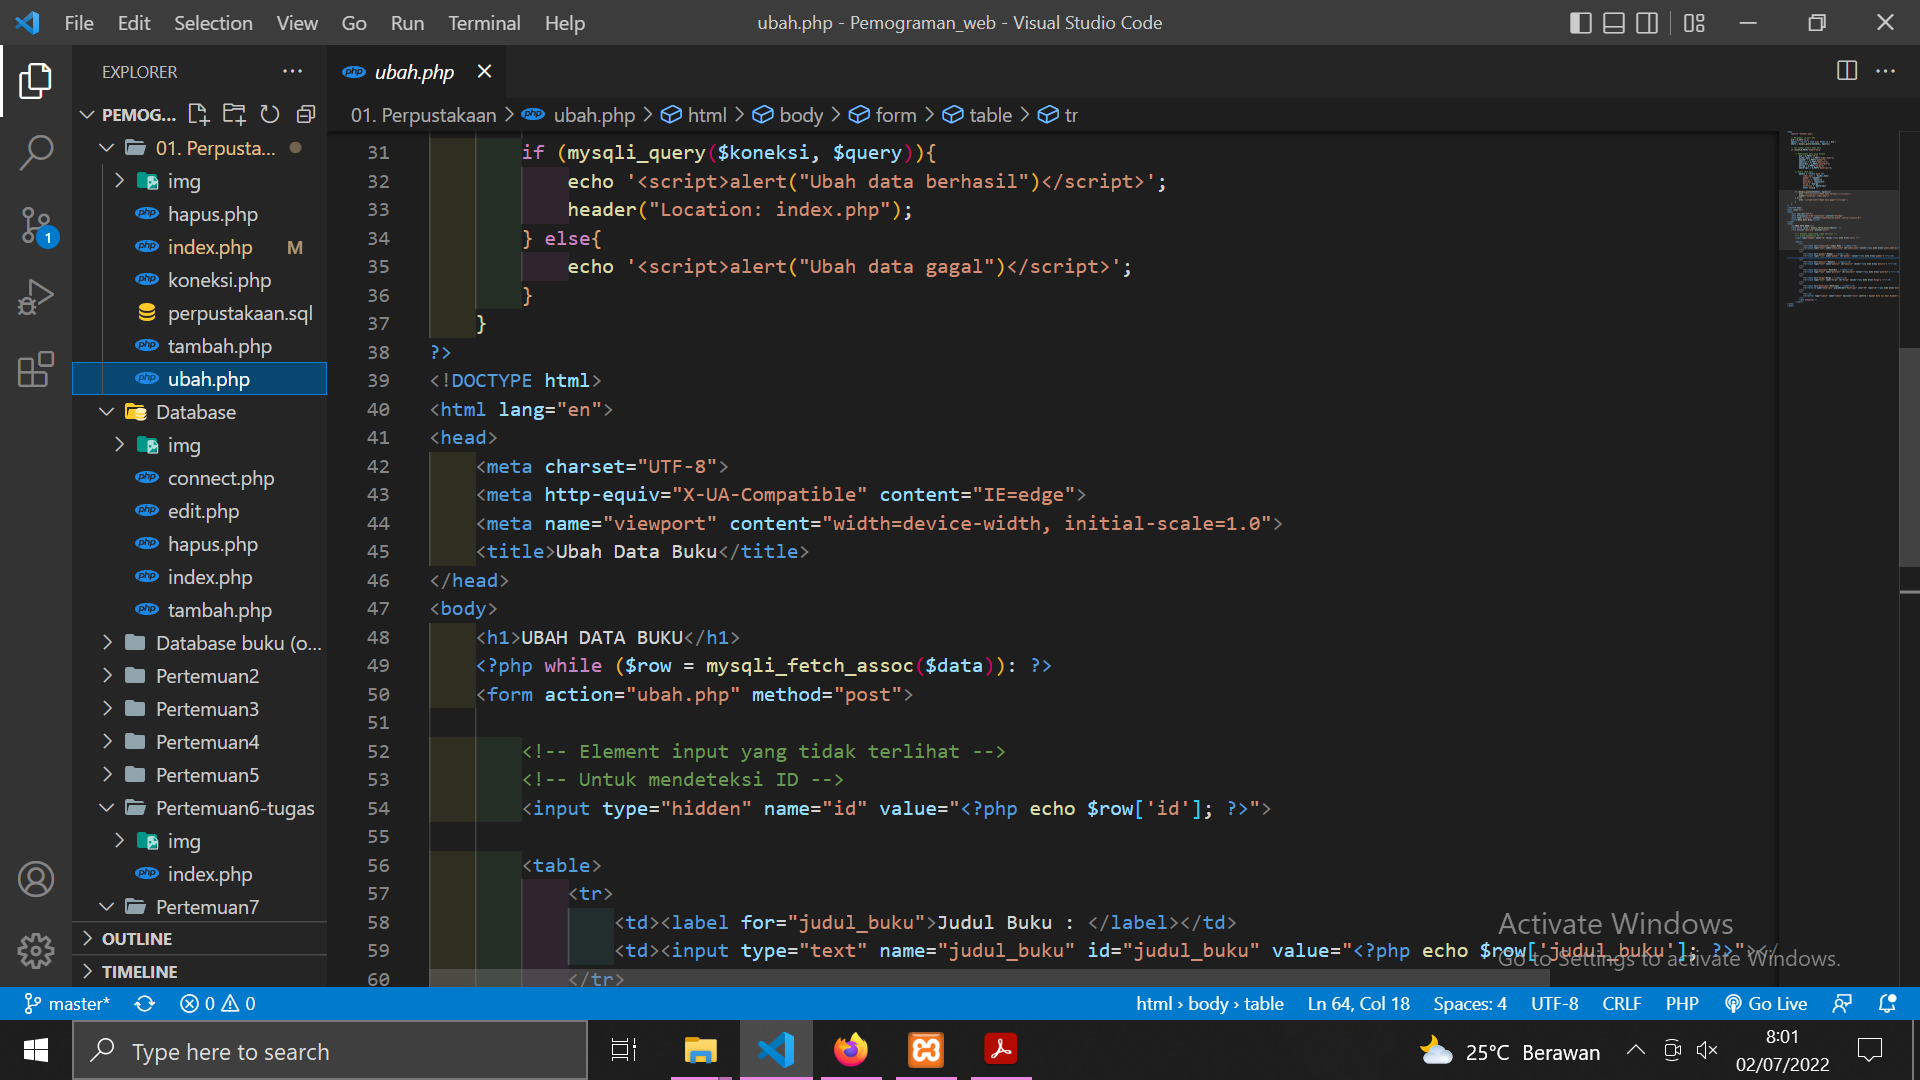 File Edit Selection View Go Run Terminal Help
ubah.php - Pemograman_web - Visual Studio Code
EXPLORER
PEMOG...
01. Perpusta...
img
hapus.php
index.php M
koneksi.php
perpustakaan.sql
tambah.php
ubah.php
Database
img
connect.php
edit.php
hapus.php
index.php
tambah.php
Database buku (o...
Pertemuan2
Pertemuan3
Pertemuan4
Pertemuan5
Pertemuan6-tugas
img
index.php
Pertemuan7
OUTLINE
TIMELINE
1
ubah.php
01. Perpustakaan > ubah.php > html > body > form > table > tr
31 if (mysqli_query($koneksi, $query)){
32 echo '<script>alert("Ubah data berhasil")</script>';
33 header("Location: index.php");
34 } else{
35 echo '<script>alert("Ubah data gagal")</script>';
36 }
37 }
38 ?>
39 <!DOCTYPE html>
40 <html lang="en">
41 <head>
42 <meta charset="UTF-8">
43 <meta http-equiv="X-UA-Compatible" content="IE=edge">
44 <meta name="viewport" content="width=device-width, initial-scale=1.0">
45 <title>Ubah Data Buku</title>
46 </head>
47 <body>
48 <h1>UBAH DATA BUKU</h1>
49 <?php while ($row = mysqli_fetch_assoc($data)): ?>
50 <form action="ubah.php" method="post">
51
52 <!-- Element input yang tidak terlihat -->
53 <!-- Untuk mendeteksi ID -->
54 <input type="hidden" name="id" value="<?php echo $row['id']; ?>">
55
56 <table>
57 <tr>
58 <td><label for="judul_buku">Judul Buku : </label></td>
59 <td><input type="text" name="judul_buku" id="judul_buku" value="<?php echo $row['judul_buku']; ?>"></
60 </tr>
Activate Windows
Go to Settings to activate Windows.
master* 0 0
html › body › table Ln 64, Col 18 Spaces: 4 UTF-8 CRLF PHP Go Live
Type here to search
25°C Berawan
8:01
02/07/2022